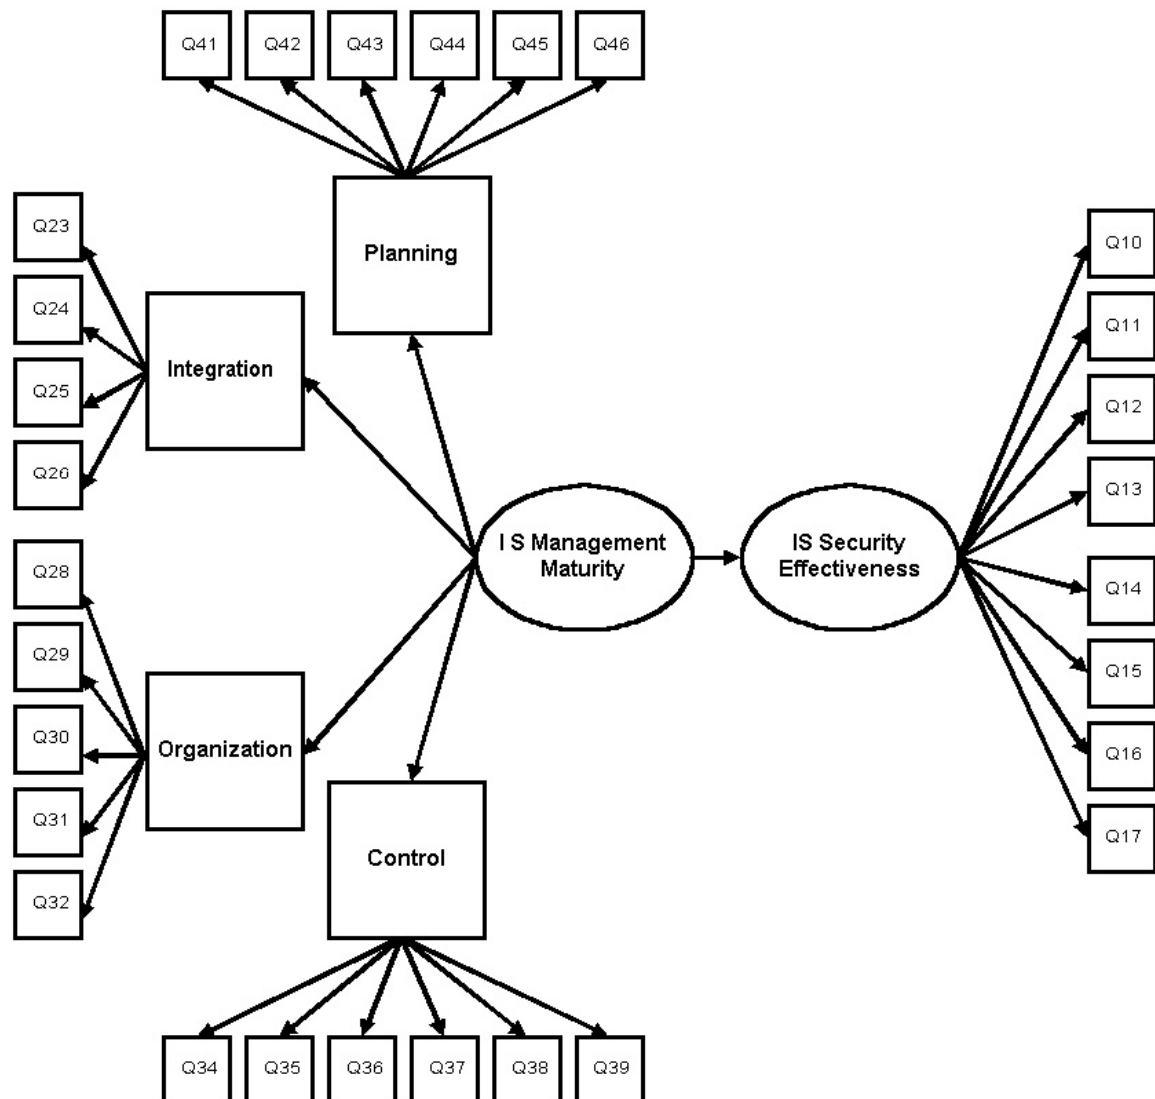 Q41 Q42 Q43 Q44 Q45 Q46
Planning
Q23
Q24
Q25
Q26
Integration
Q10
Q11
Q12
Q13
Q14
Q15
Q16
Q17
I S Management
Maturity
IS Security
Effectiveness
Q28
Q29
Q30
Q31
Q32
Organization
Control
Q34 Q35 Q36 Q37 Q38 Q39